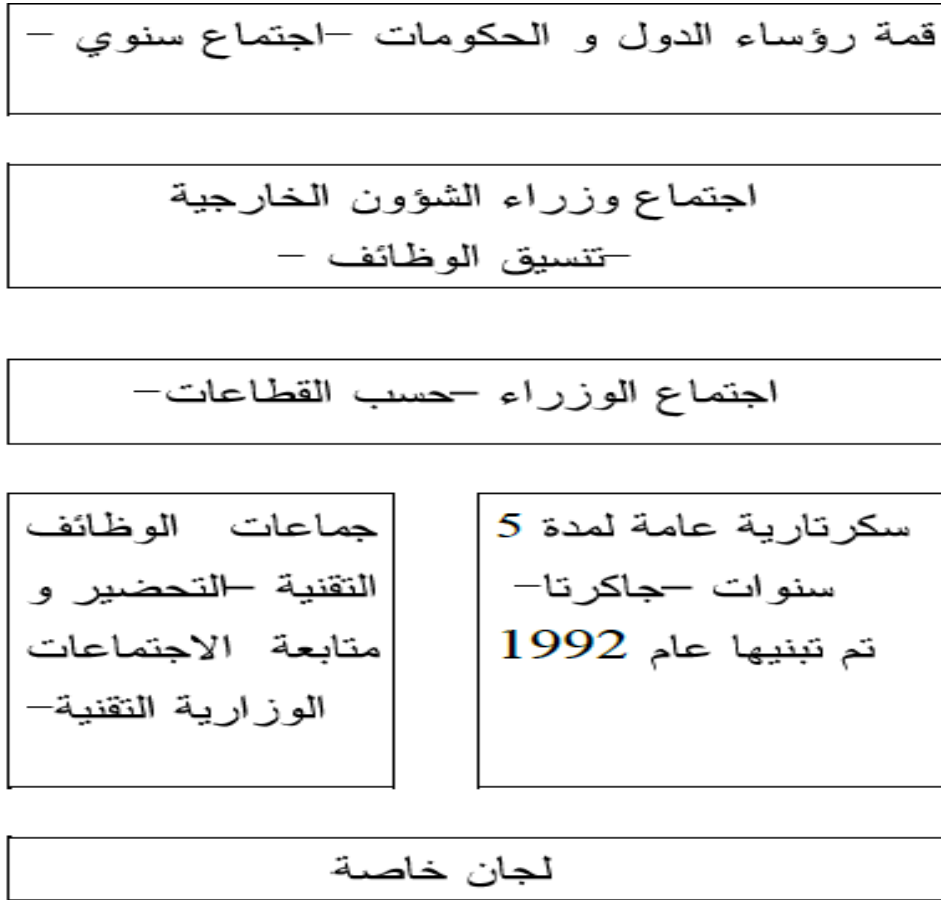 قمة رؤساء الدول و الحكومات –اجتماع سنوي –
اجتماع وزراء الشؤون الخارجية
–تنسيق الوظائف –
اجتماع الوزراء –حسب القطاعات–
سكرتارية عامة لمدة 5
سنوات –جاكرتا–
تم تبنيها عام 1992
جماعات الوظائف
التقنية –التحضير و
متابعة الاجتماعات
الوزارية التقنية–
لجان خاصة